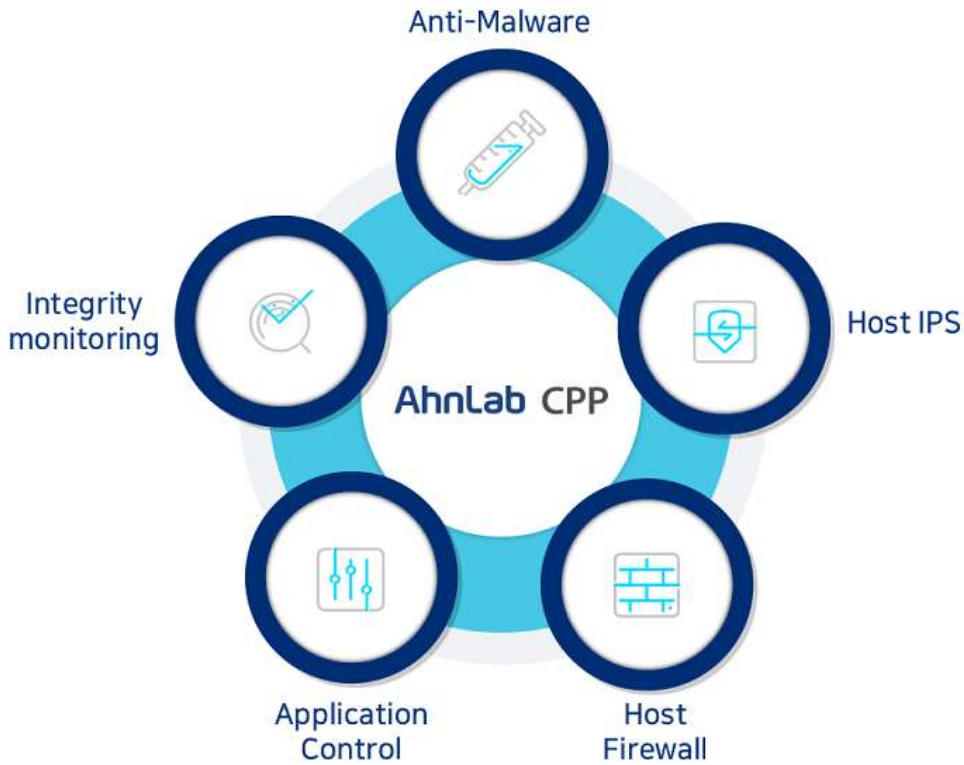 Anti-Malware
Integrity
monitoring
Host IPS
AhnLab CPP
Application
Control
Host
Firewall